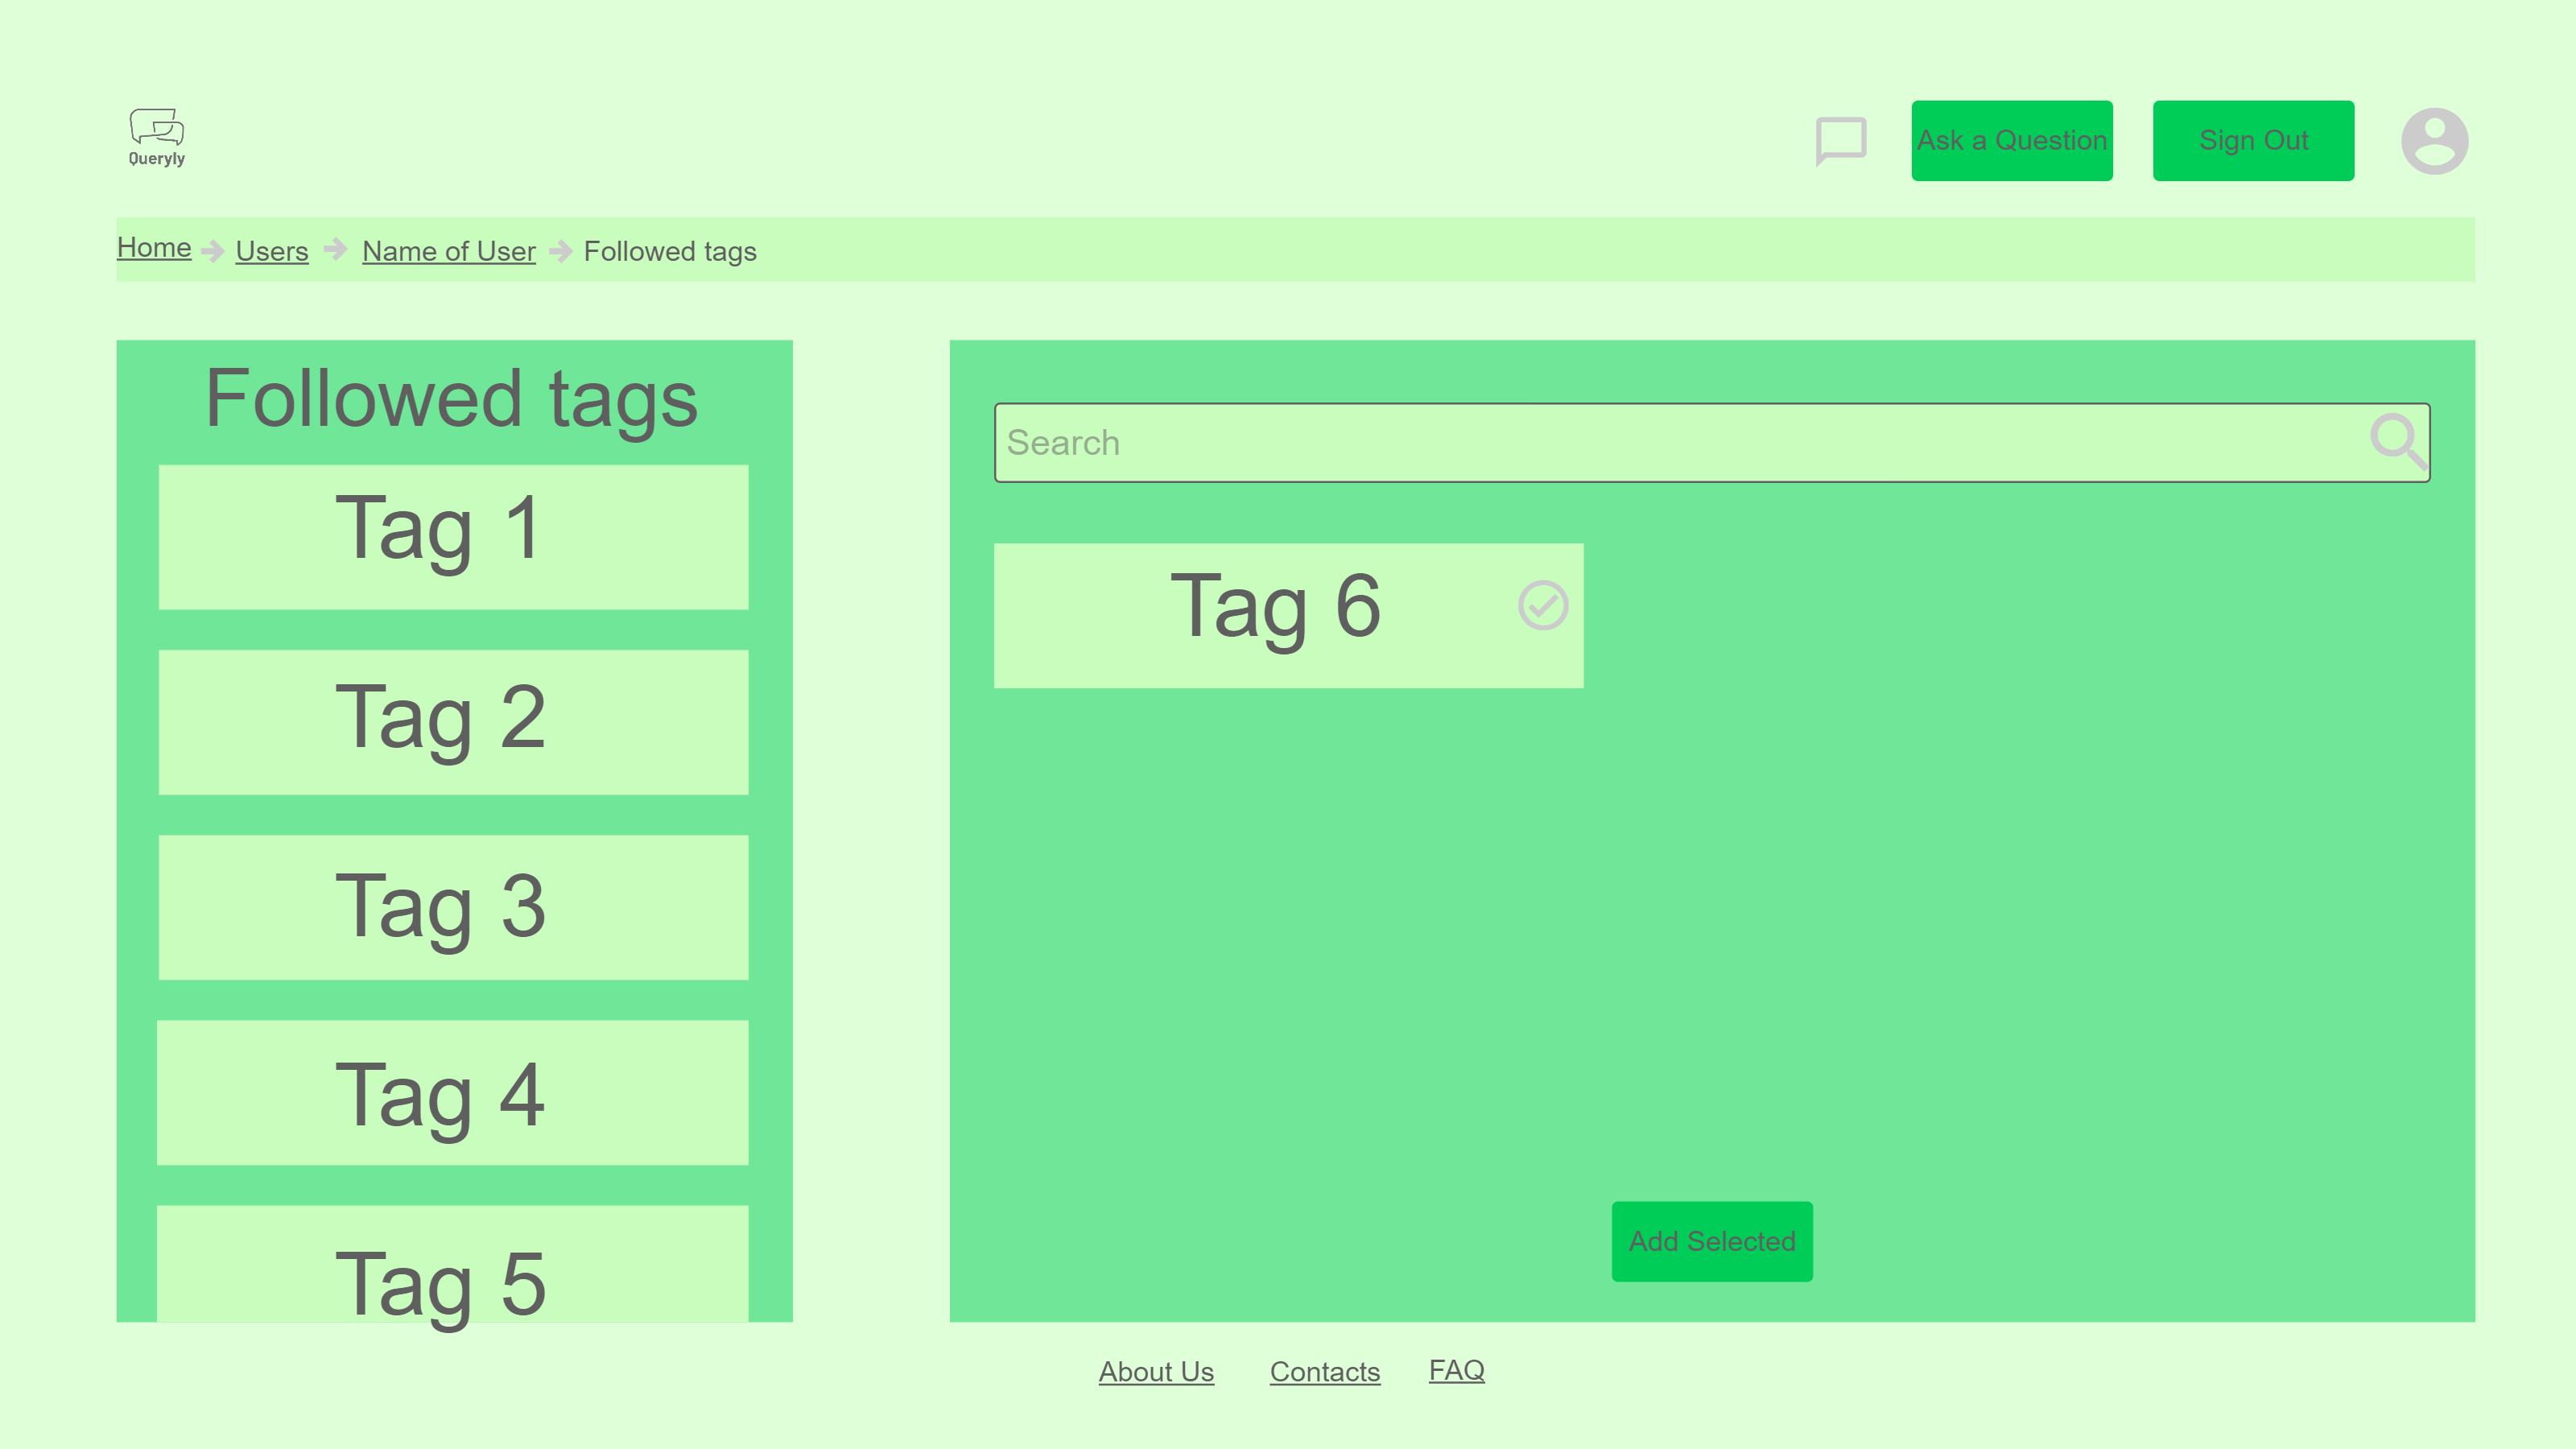 Queryly
Ask a Question
Sign Out
Home
Users
Name of User
Followed tags
Followed tags
Tag 1
Tag 2
Tag 3
Tag 4
Tag 5
Search
Tag 6
Add Selected
About Us
Contacts
FAQ